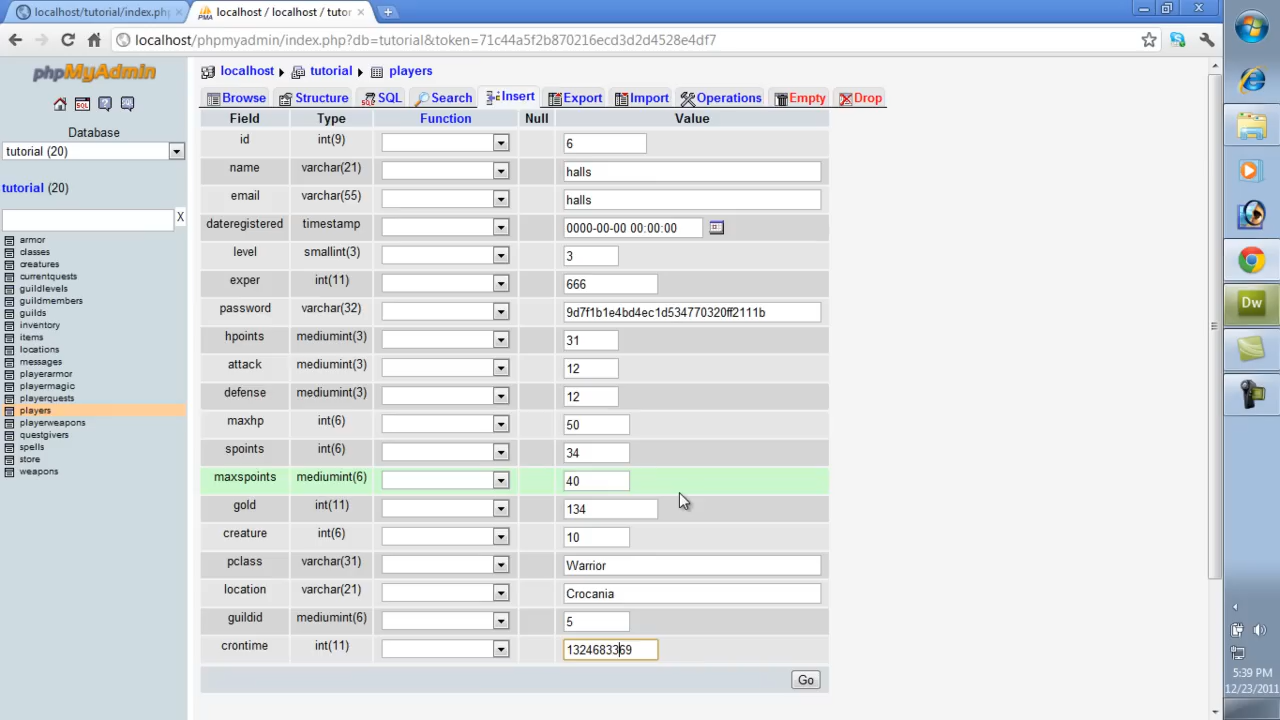 localhost/tutorial/index.ph
localhost / localhost / tutor
localhost/phpmyadmin/index.php?db=tutorial&token=71c44a5f2b870216ecd3d2d4528e4df7
phpMyAdmin
Database
tutorial (20)
tutorial (20)
X
armor
classes
creatures
currentquests
guildlevels
guildmembers
guilds
inventory
items
locations
messages
playerarmor
playermagic
playerquests
players
playerweapons
questgivers
spells
store
weapons
localhost tutorial players
Browse Structure SQL Search Insert Export Import Operations Empty Drop
Field Type Function Null Value
id int(9) 6
name varchar(21) halls
email varchar(55) halls
dateregistered timestamp 0000-00-00 00:00:00
level smallint(3) 3
exper int(11) 666
password varchar(32) 9d7f1b1e4bd4ec1d534770320ff2111b
hpoints mediumint(3) 31
attack mediumint(3) 12
defense mediumint(3) 12
maxhp int(6) 50
spoints int(6) 34
maxspoints mediumint(6) 40
gold int(11) 134
creature int(6) 10
pclass varchar(31) Warrior
location varchar(21) Crocania
guildid mediumint(6) 5
crontime int(11) 1324683369
Go
Dw
5:39 PM
12/23/2011